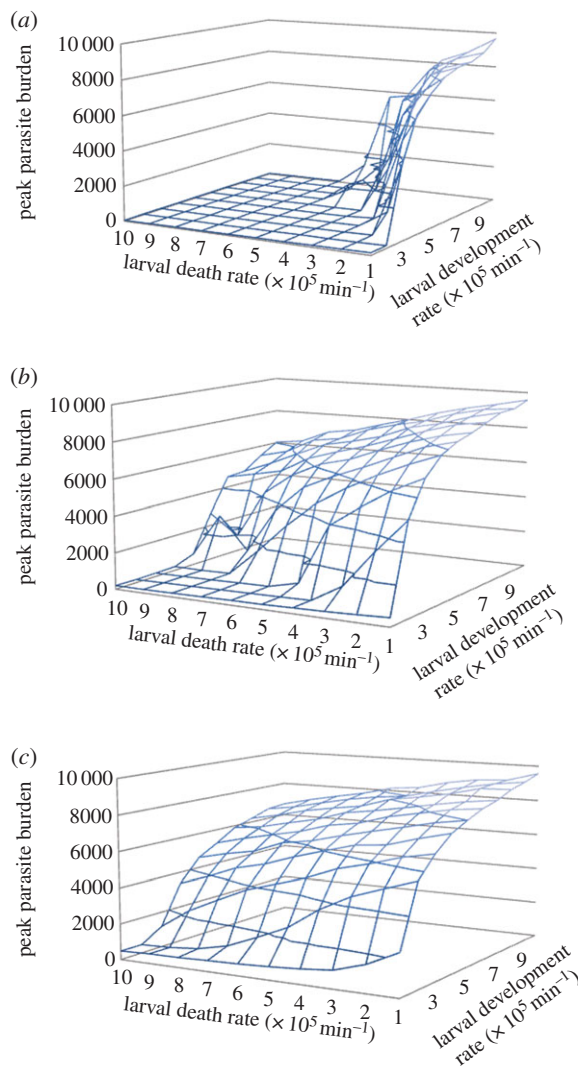 (a)
10 000
8000
6000
4000
2000
0
peak parasite burden
10 9 8 7 6 5 4 3 2 1
larval death rate (× 10⁵ min⁻¹)
3 5 7 9
larval development
rate (× 10⁵ min⁻¹)
(b)
10 000
8000
6000
4000
2000
0
peak parasite burden
10 9 8 7 6 5 4 3 2 1
larval death rate (× 10⁵ min⁻¹)
3 5 7 9
larval development
rate (× 10⁵ min⁻¹)
(c)
10 000
8000
6000
4000
2000
0
peak parasite burden
10 9 8 7 6 5 4 3 2 1
larval death rate (× 10⁵ min⁻¹)
3 5 7 9
larval development
rate (× 10⁵ min⁻¹)